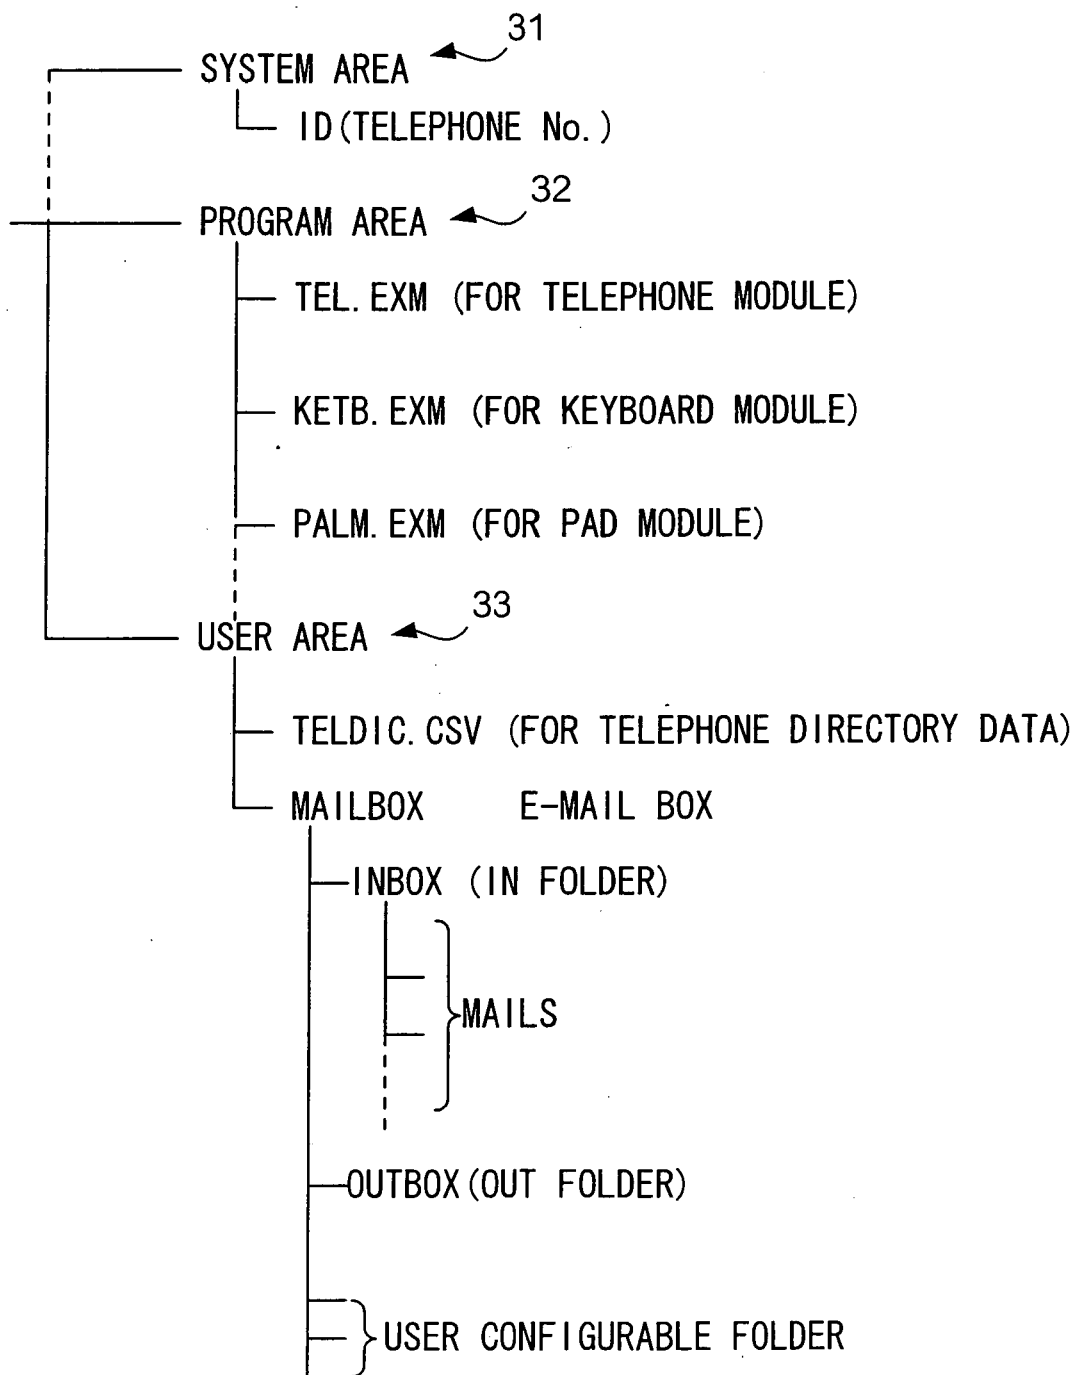 31
SYSTEM AREA
ID(TELEPHONE No.)
32
PROGRAM AREA
TEL.EXM (FOR TELEPHONE MODULE)
KETB.EXM (FOR KEYBOARD MODULE)
PALM.EXM (FOR PAD MODULE)
33
USER AREA
TELDIC.CSV (FOR TELEPHONE DIRECTORY DATA)
MAILBOX E-MAIL BOX
INBOX (IN FOLDER)
MAILS
OUTBOX(OUT FOLDER)
USER CONFIGURABLE FOLDER